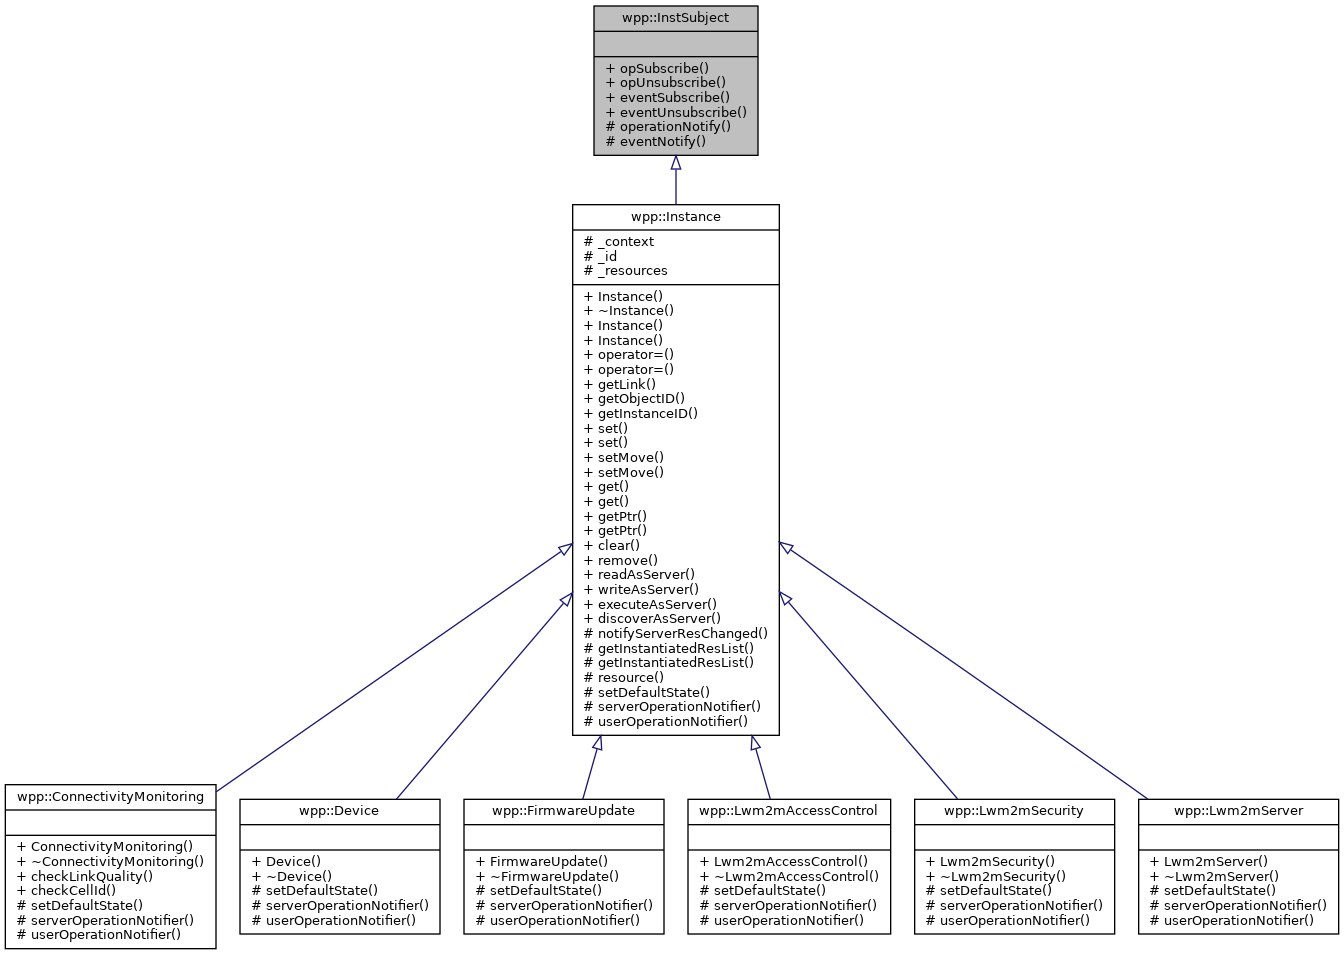 wpp::InstSubject
+ opSubscribe()
+ opUnsubscribe()
+ eventSubscribe()
+ eventUnsubscribe()
# operationNotify()
# eventNotify()
wpp::Instance
# _context
# _id
# _resources
+ Instance()
+ ~Instance()
+ Instance()
+ Instance()
+ operator=()
+ operator=()
+ getLink()
+ getObjectID()
+ getInstanceID()
+ set()
+ set()
+ setMove()
+ setMove()
+ get()
+ get()
+ getPtr()
+ getPtr()
+ clear()
+ remove()
+ readAsServer()
+ writeAsServer()
+ executeAsServer()
+ discoverAsServer()
# notifyServerResChanged()
# getInstantiatedResList()
# getInstantiatedResList()
# resource()
# setDefaultState()
# serverOperationNotifier()
# userOperationNotifier()
wpp::ConnectivityMonitoring
+ ConnectivityMonitoring()
+ ~ConnectivityMonitoring()
+ checkLinkQuality()
+ checkCellId()
# setDefaultState()
# serverOperationNotifier()
# userOperationNotifier()
wpp::Device
+ Device()
+ ~Device()
# setDefaultState()
# serverOperationNotifier()
# userOperationNotifier()
wpp::FirmwareUpdate
+ FirmwareUpdate()
+ ~FirmwareUpdate()
# setDefaultState()
# serverOperationNotifier()
# userOperationNotifier()
wpp::Lwm2mAccessControl
+ Lwm2mAccessControl()
+ ~Lwm2mAccessControl()
# setDefaultState()
# serverOperationNotifier()
# userOperationNotifier()
wpp::Lwm2mSecurity
+ Lwm2mSecurity()
+ ~Lwm2mSecurity()
# setDefaultState()
# serverOperationNotifier()
# userOperationNotifier()
wpp::Lwm2mServer
+ Lwm2mServer()
+ ~Lwm2mServer()
# setDefaultState()
# serverOperationNotifier()
# userOperationNotifier()